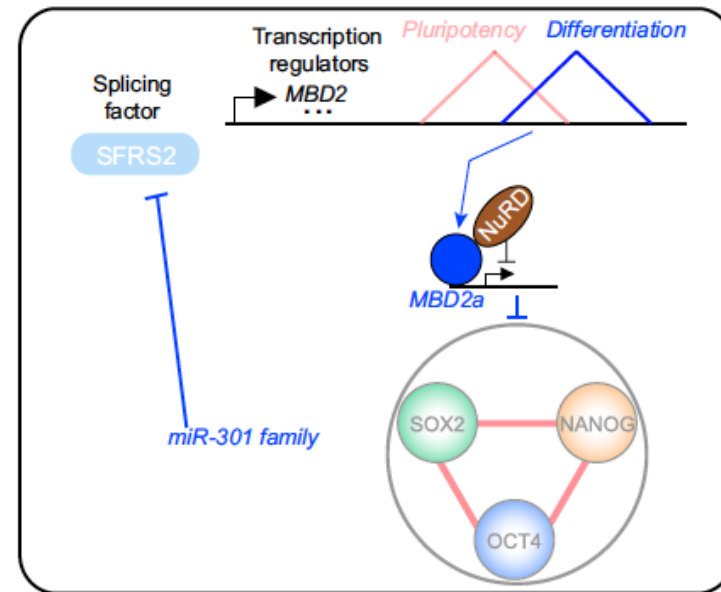 Transcription
regulators
Pluripotency
Differentiation
MBD2
...
Splicing
factor
SFRS2
NuRD
MBD2a
miR-301 family
SOX2
NANOG
OCT4